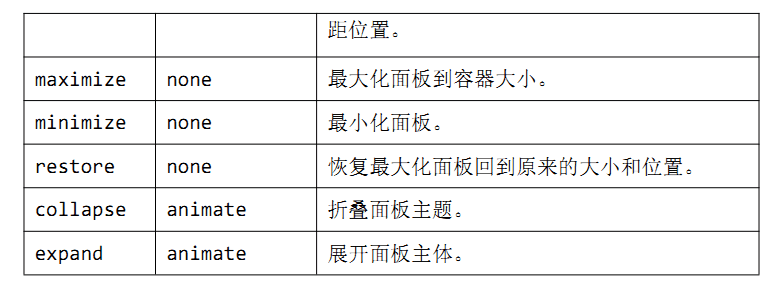 距位置。
maximize none 最大化面板到容器大小。
minimize none 最小化面板。
restore none 恢复最大化面板回到原来的大小和位置。
collapse animate 折叠面板主题。
expand animate 展开面板主体。